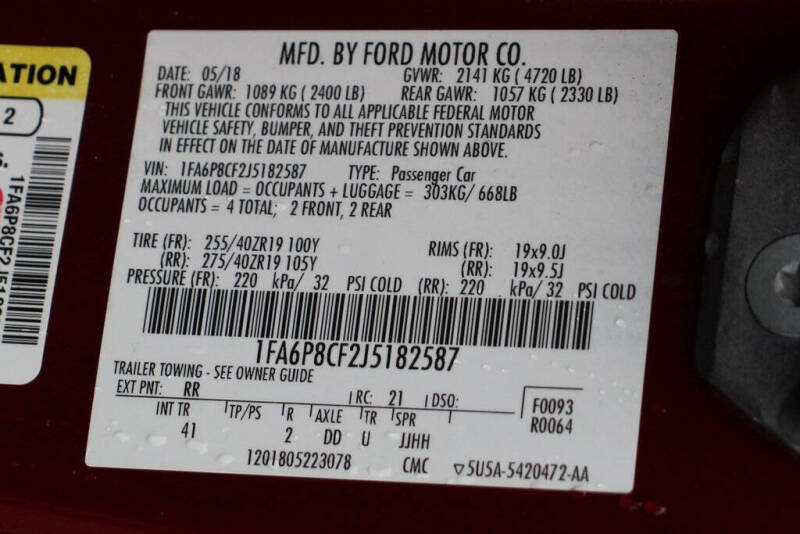 ATION
2
1FA6P8CF2J518
MFD. BY FORD MOTOR CO.
DATE: 05/18 GVWR: 2141 KG ( 4720 LB)
FRONT GAWR: 1089 KG ( 2400 LB) REAR GAWR: 1057 KG ( 2330 LB)
THIS VEHICLE CONFORMS TO ALL APPLICABLE FEDERAL MOTOR
VEHICLE SAFETY, BUMPER, AND THEFT PREVENTION STANDARDS
IN EFFECT ON THE DATE OF MANUFACTURE SHOWN ABOVE.
VIN: 1FA6P8CF2J5182587 TYPE: Passenger Car
MAXIMUM LOAD = OCCUPANTS + LUGGAGE = 303KG/ 668LB
OCCUPANTS = 4 TOTAL; 2 FRONT, 2 REAR
TIRE (FR): 255/40ZR19 100Y RIMS (FR): 19x9.0J
(RR): 275/40ZR19 105Y (RR): 19x9.5J
PRESSURE (FR): 220 kPa/ 32 PSI COLD (RR): 220 kPa/ 32 PSI COLD
1FA6P8CF2J5182587
TRAILER TOWING - SEE OWNER GUIDE
EXT PNT: RR RC: 21 DSO: F0093
INT TR TP/PS R AXLE TR SPR R0064
41 2 DD U JJHH
1201805223078 CMC ▽5U5A-5420472-AA